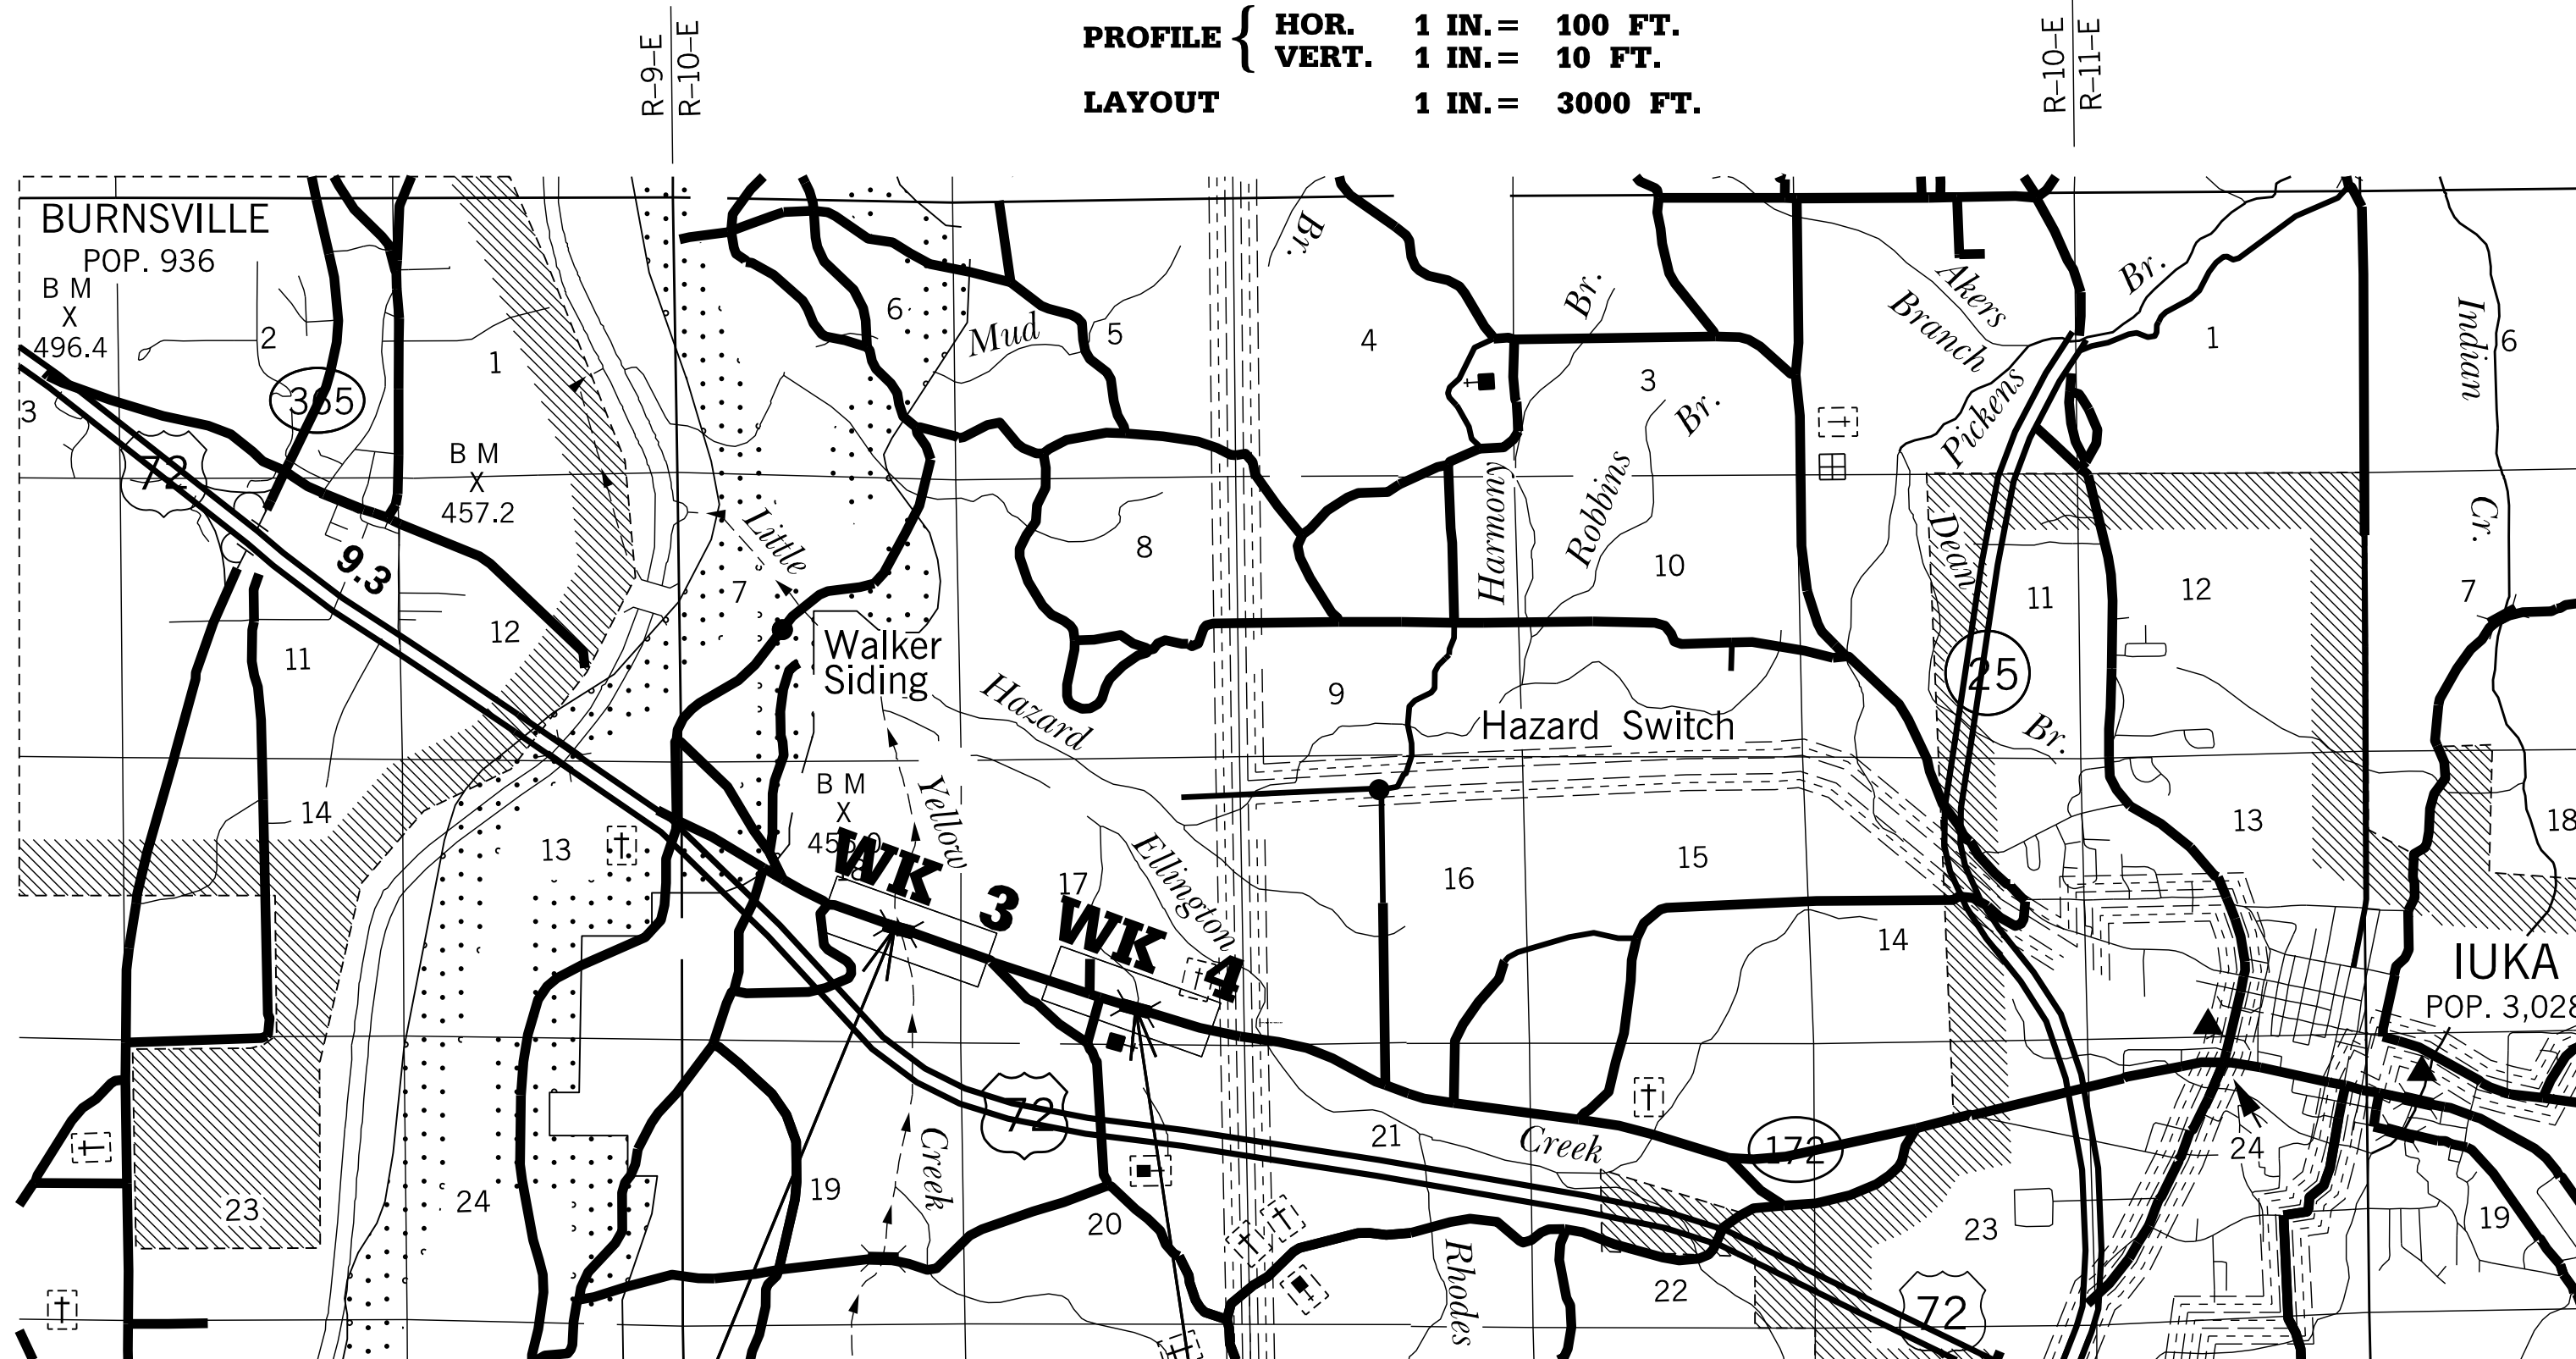 PROFILE { HOR. 1 IN.= 100 FT.
VERT. 1 IN.= 10 FT.
LAYOUT 1 IN.= 3000 FT.
R-9-E
R-10-E
R-10-E
R-11-E
BURNSVILLE
POP. 936
B M
X
496.4
2
1
3
365
72
B M
X
457.2
9.3
12
11
14
13
23
24
6
Mud
5
4
Br.
Br.
3
Br.
Akers
Branch
Br.
1
Indian
6
Pickens
Little
7
8
Harmony
Robbins
10
Dean
11
12
Cr.
7
Walker
Siding
Hazard
9
Hazard Switch
25
Br.
B M
X
Yellow
WK 3
17
WK 4
Ellington
16
15
14
13
18
IUKA
POP. 3,028
72
Creek
19
20
21
Creek
172
24
23
19
Rhodes
22
72